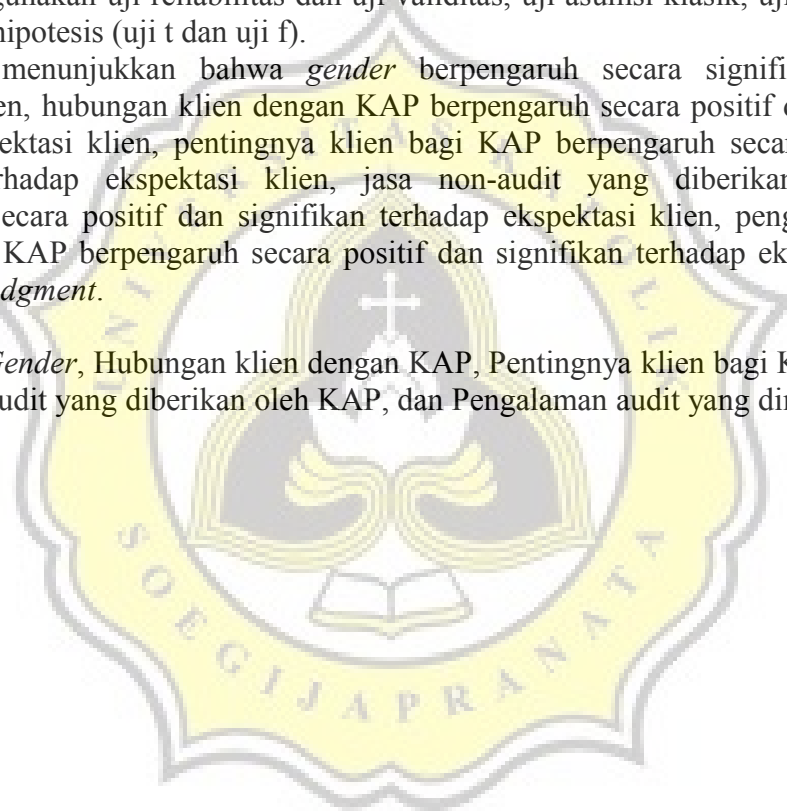 gunakan uji reliabilitas dan uji validitas, uji asumsi klasik, uji
hipotesis (uji t dan uji f).
menunjukkan bahwa gender berpengaruh secara signifi
en, hubungan klien dengan KAP berpengaruh secara positif
ektasi klien, pentingnya klien bagi KAP berpengaruh secar
rhadap ekspektasi klien, jasa non-audit yang diberikan
ecara positif dan signifikan terhadap ekspektasi klien, peng
KAP berpengaruh secara positif dan signifikan terhadap ek
dgment.
Gender, Hubungan klien dengan KAP, Pentingnya klien bagi K
udit yang diberikan oleh KAP, dan Pengalaman audit yang di
UNIVERSITAS KATOLIK
SOEGIJAPRANATA